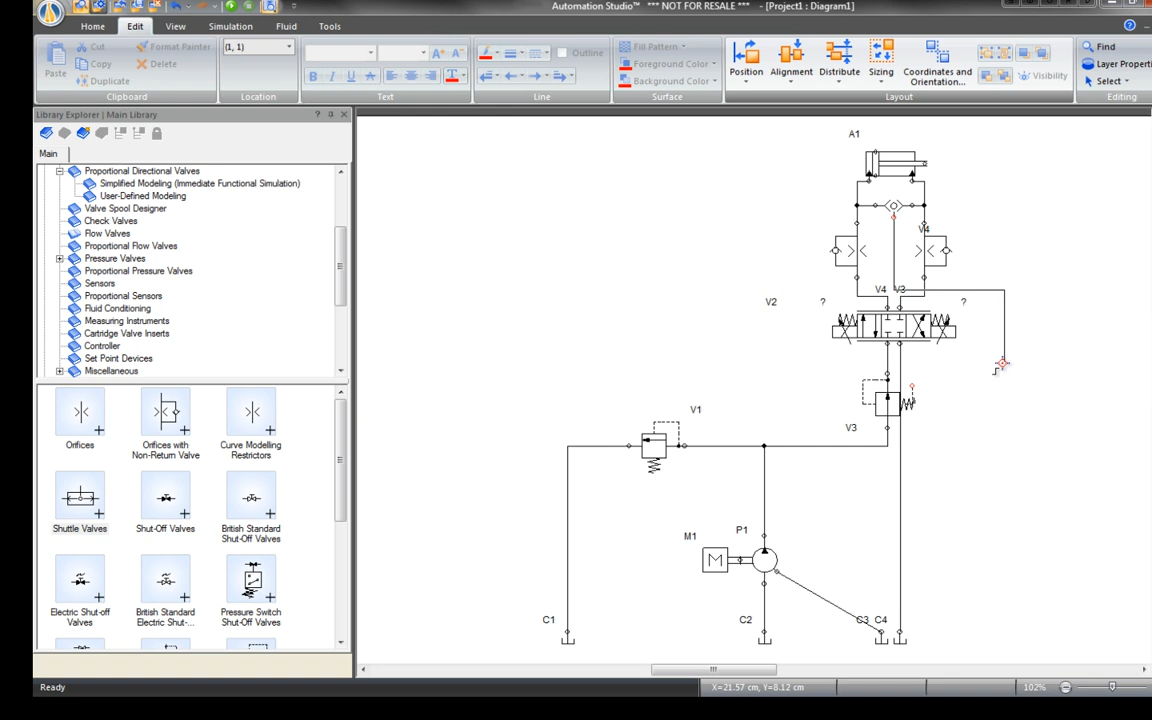 Automation Studio™ *** NOT FOR RESALE *** - [Project1 : Diagram1]
Home Edit View Simulation Fluid Tools
Paste
Cut
Copy
Duplicate
Format Painter
Delete
Clipboard
(1, 1)
Location
B I U A T
Text
Outline
Line
Fill Pattern
Foreground Color
Background Color
Surface
Position
Alignment
Distribute
Sizing
Coordinates and
Orientation...
Visibility
Layout
Find
Layer Properti
Select
Editing
Library Explorer | Main Library
Main
Proportional Directional Valves
Simplified Modeling (Immediate Functional Simulation)
User-Defined Modeling
Valve Spool Designer
Check Valves
Flow Valves
Proportional Flow Valves
Pressure Valves
Proportional Pressure Valves
Sensors
Proportional Sensors
Fluid Conditioning
Measuring Instruments
Cartridge Valve Inserts
Controller
Set Point Devices
Miscellaneous
Orifices
Orifices with
Non-Return Valve
Curve Modelling
Restrictors
Shuttle Valves
Shut-Off Valves
British Standard
Shut-Off Valves
Electric Shut-off
Valves
British Standard
Electric Shut-...
Pressure Switch
Shut-Off Valves
A1
V4
V4 V3
V2 ? ?
V1
V3
M1 M P1
C1 C2 C3 C4
Ready
X=21.57 cm, Y=8.12 cm
102%